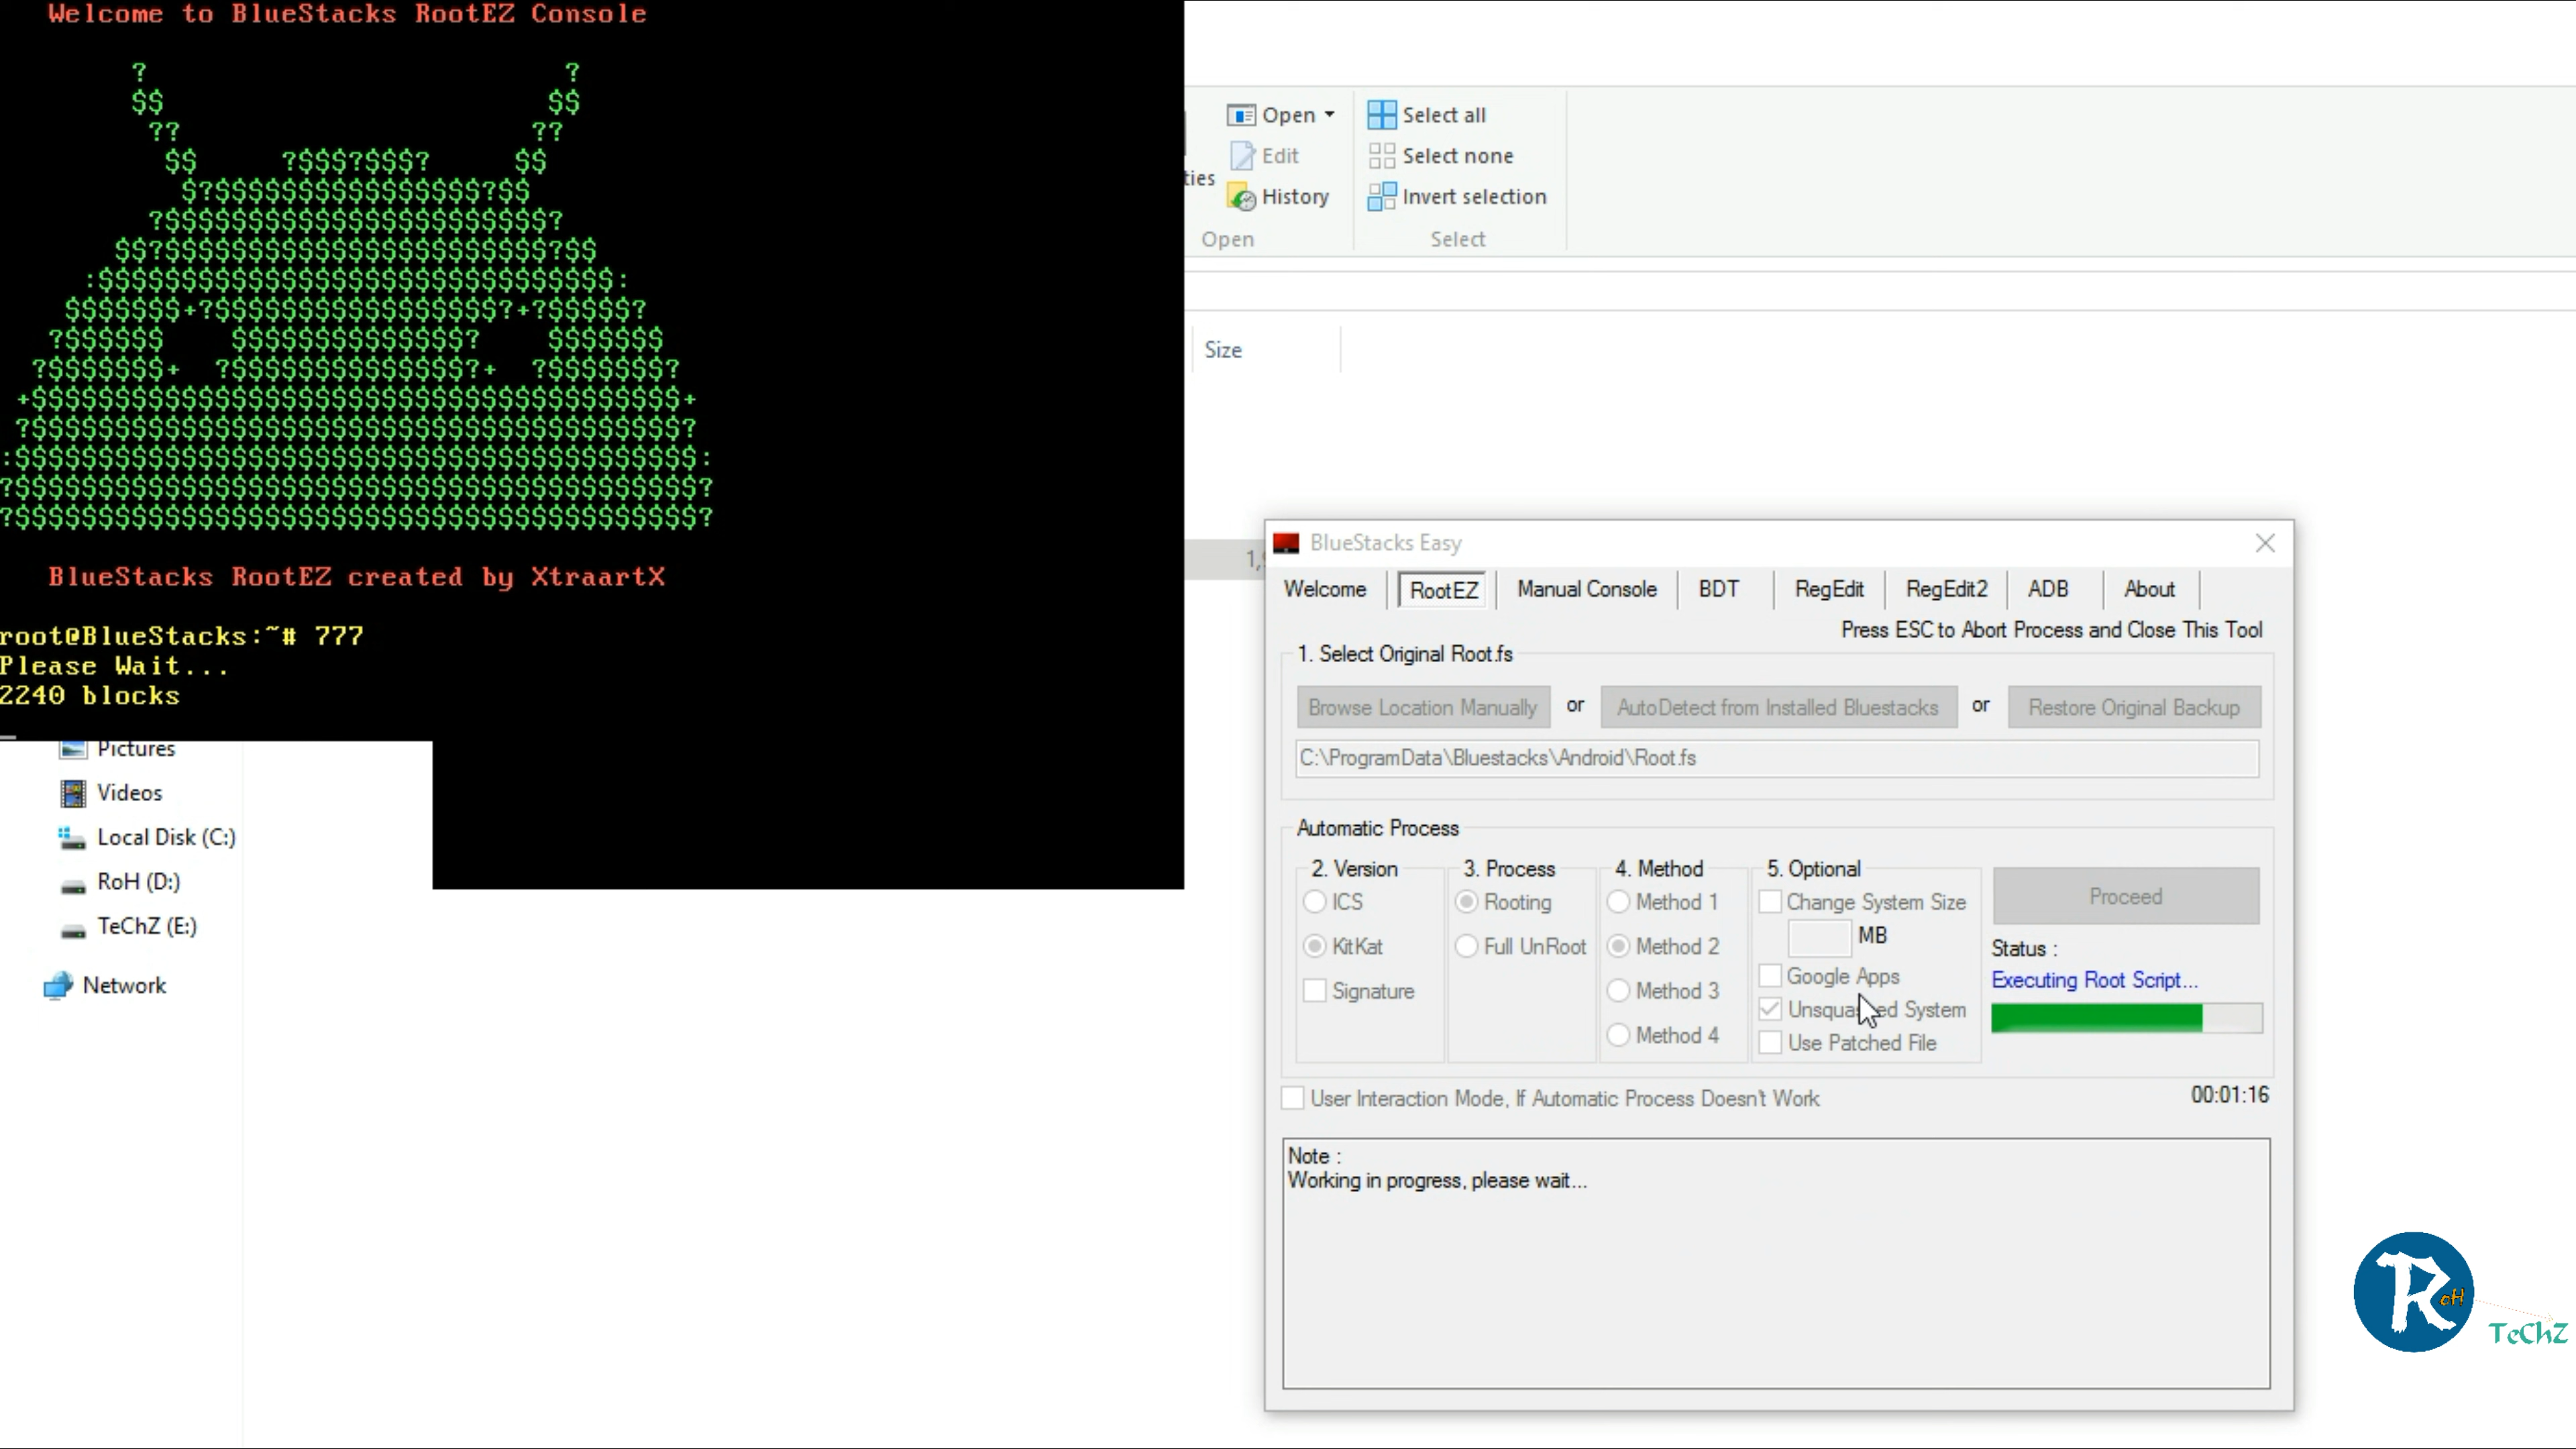 Welcome to BlueStacks RootEZ Console
BlueStacks RootEZ created by XtraartX
root@BlueStacks:~# 777
Please Wait...
2240 blocks
Pictures
Videos
Local Disk (C:)
RoH (D:)
TeChZ (E:)
Network
ties
Open
Edit
History
Open
Select all
Select none
Invert selection
Select
Size
BlueStacks Easy
Welcome
RootEZ
Manual Console
BDT
RegEdit
RegEdit2
ADB
About
Press ESC to Abort Process and Close This Tool
1. Select Original Root.fs
Browse Location Manually
or
AutoDetect from Installed Bluestacks
or
Restore Original Backup
C:\ProgramData\Bluestacks\Android\Root.fs
Automatic Process
2. Version
ICS
KitKat
Signature
3. Process
Rooting
Full UnRoot
4. Method
Method 1
Method 2
Method 3
Method 4
5. Optional
Change System Size
MB
Google Apps
System
Use Patched File
Proceed
Status :
Executing Root Script...
User Interaction Mode, If Automatic Process Doesn't Work
00:01:16
Note :
Working in progress, please wait...
RoH
TeChZ